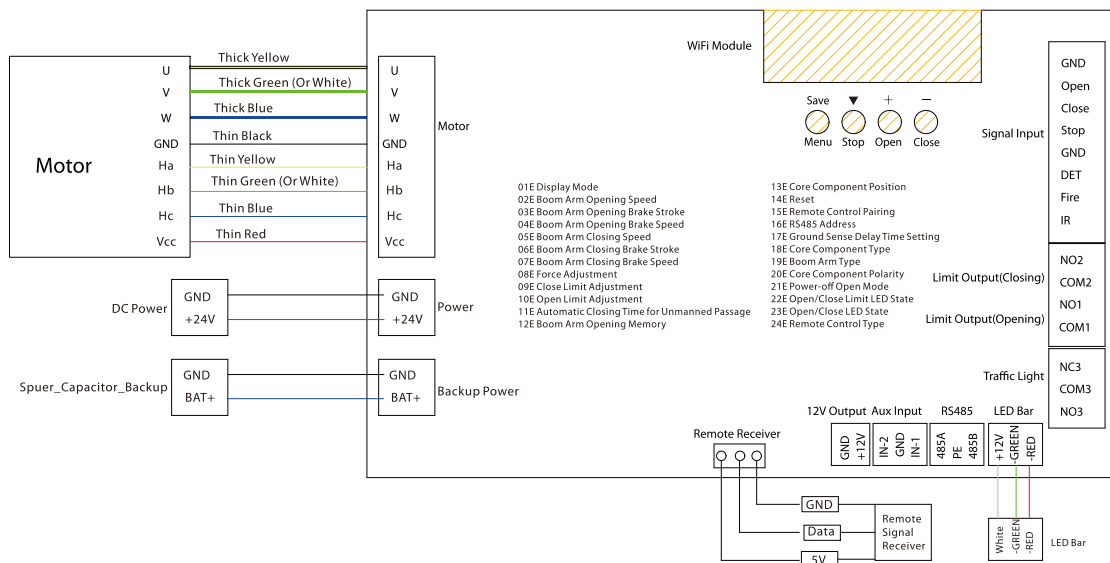 WiFi Module
Save
▼
+
−
Menu
Stop
Open
Close
Motor
U
V
W
GND
Ha
Hb
Hc
Vcc
Thick Yellow
Thick Green (Or White)
Thick Blue
Thin Black
Thin Yellow
Thin Green (Or White)
Thin Blue
Thin Red
U
V
W
GND
Ha
Hb
Hc
Vcc
Motor
DC Power
GND
+24V
GND
+24V
Power
Spuer_Capacitor_Backup
GND
BAT+
GND
BAT+
Backup Power
01E Display Mode
02E Boom Arm Opening Speed
03E Boom Arm Opening Brake Stroke
04E Boom Arm Opening Brake Speed
05E Boom Arm Closing Speed
06E Boom Arm Closing Brake Stroke
07E Boom Arm Closing Brake Speed
08E Force Adjustment
09E Close Limit Adjustment
10E Open Limit Adjustment
11E Automatic Closing Time for Unmanned Passage
12E Boom Arm Opening Memory
13E Core Component Position
14E Reset
15E Remote Control Pairing
16E RS485 Address
17E Ground Sense Delay Time Setting
18E Core Component Type
19E Boom Arm Type
20E Core Component Polarity
21E Power-off Open Mode
22E Open/Close Limit LED State
23E Open/Close LED State
24E Remote Control Type
Signal Input
GND
Open
Close
Stop
GND
DET
Fire
IR
Limit Output(Closing)
Limit Output(Opening)
NO2
COM2
NO1
COM1
Traffic Light
NC3
COM3
NO3
12V Output
Aux Input
RS485
LED Bar
GND
+12V
IN-2
GND
IN-1
485A
PE
485B
+12V
-GREEN
-RED
Remote Receiver
GND
Data
5V
Remote
Signal
Receiver
White
-GREEN
-RED
LED Bar